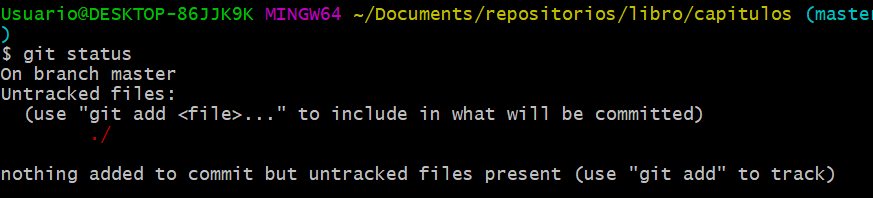 Usuario@DESKTOP-86JJK9K MINGW64 ~/Documents/repositorios/libro/capitulos (master
)
$ git status
On branch master
Untracked files:
  (use "git add <file>..." to include in what will be committed)
        ./

nothing added to commit but untracked files present (use "git add" to track)